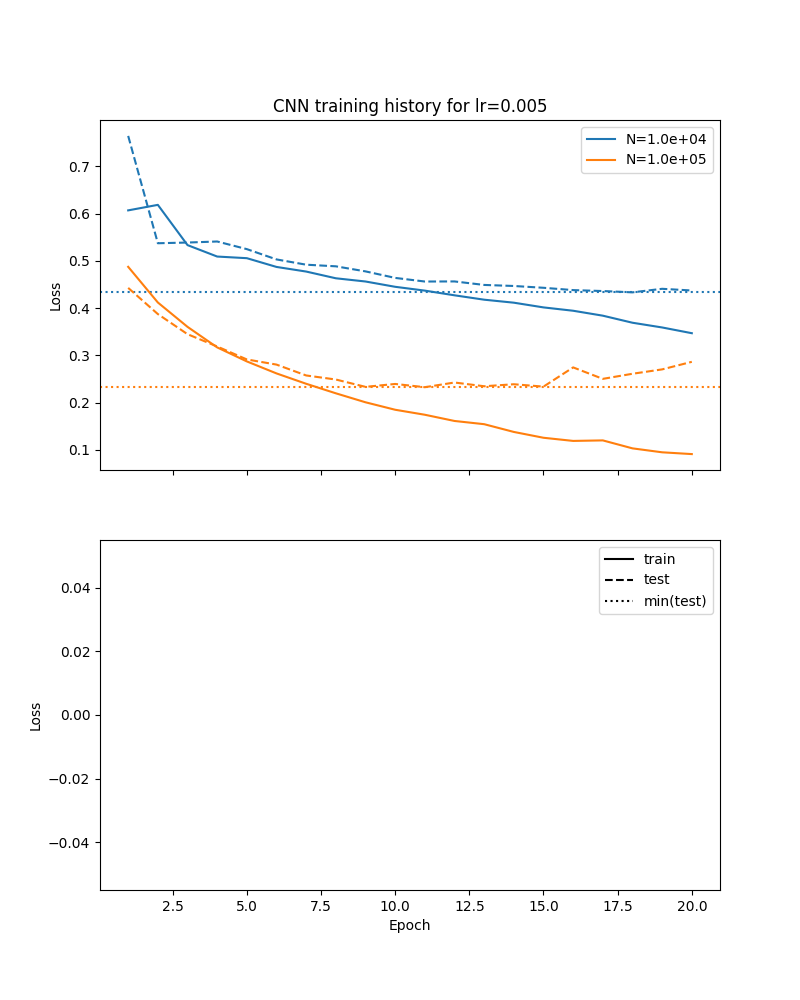 CNN training history for lr=0.005
N=1.0e+04
N=1.0e+05
0.7
0.6
0.5
0.4
0.3
0.2
0.1
Loss
train
test
min(test)
0.04
0.02
0.00
−0.02
−0.04
Loss
2.5 5.0 7.5 10.0 12.5 15.0 17.5 20.0
Epoch